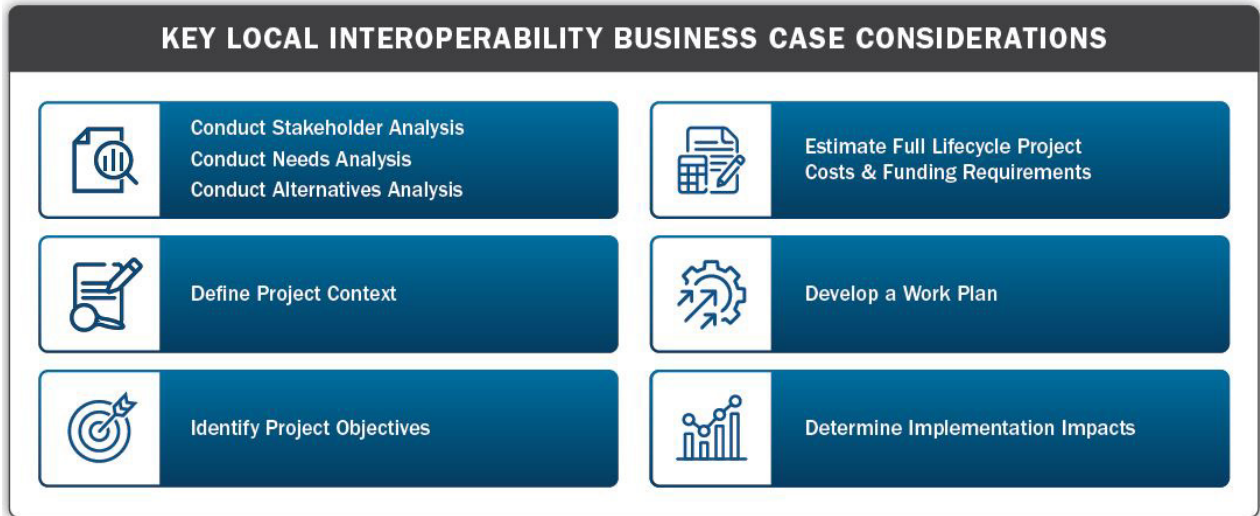 KEY LOCAL INTEROPERABILITY BUSINESS CASE CONSIDERATIONS
Conduct Stakeholder Analysis
Conduct Needs Analysis
Conduct Alternatives Analysis
Define Project Context
Identify Project Objectives
Estimate Full Lifecycle Project
Costs & Funding Requirements
Develop a Work Plan
Determine Implementation Impacts